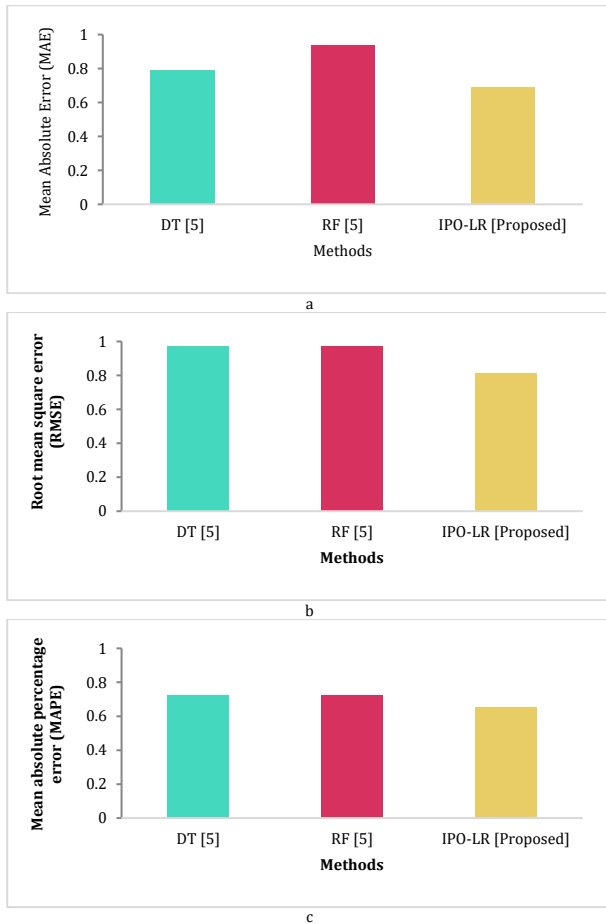 Mean Absolute Error (MAE)
1
0.8
0.6
0.4
0.2
0
DT [5]
RF [5]
IPO-LR [Proposed]
Methods
a
Root mean square error
(RMSE)
1
0.8
0.6
0.4
0.2
0
DT [5]
RF [5]
IPO-LR [Proposed]
Methods
b
Mean absolute percentage
error (MAPE)
1
0.8
0.6
0.4
0.2
0
DT [5]
RF [5]
IPO-LR [Proposed]
Methods
c